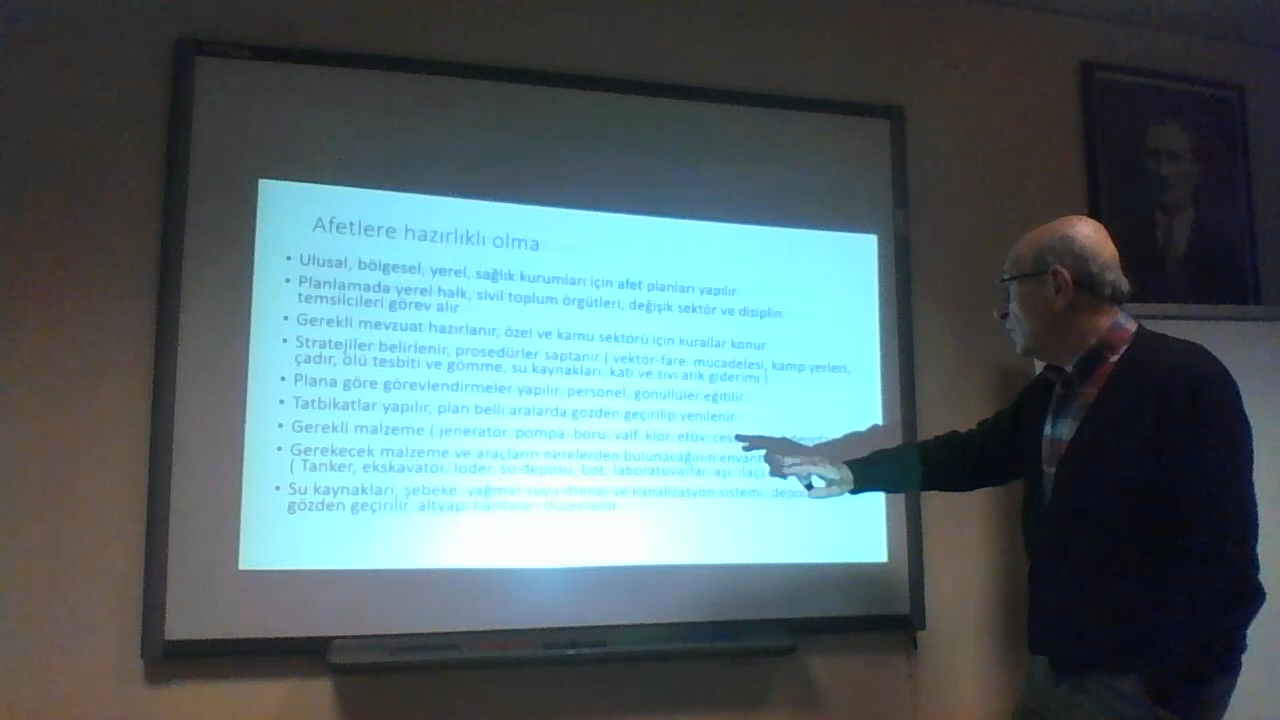 Afetlere hazırlıklı olma
• Ulusal, bölgesel, yerel, sağlık kurumları için afet planları yapılır
• Planlamada yerel halk, sivil toplum örgütleri, değişik sektör ve disiplin
temsilcileri görev alır
• Gerekli mevzuat hazırlanır, özel ve kamu sektörü için kurallar konur
• Stratejiler belirlenir, prosedürler saptanır ( vektör-fare mücadelesi, kamp yerleri,
çadır, ölü tesbiti ve gömme, su kaynakları, katı ve sıvı atık giderimi )
• Plana göre görevlendirmeler yapılır, personel, gönüllüler eğitilir
• Tatbikatlar yapılır, plan belli aralarda gözden geçirilip yenilenir
• Gerekli malzeme ( jeneratör, pompa, boru, valf, klor, etüv
• Gerekecek malzeme ve araçların nerelerden bulunacağının
( Tanker, ekskavatör, loder, su deposu, bot, laboratuvarlar, aşı, ilaç)
• Su kaynakları, şebeke, yağmur suyu drenaj ve kanalizasyon sistemi,
gözden geçirilir, altyapı haritaları düzenlenir